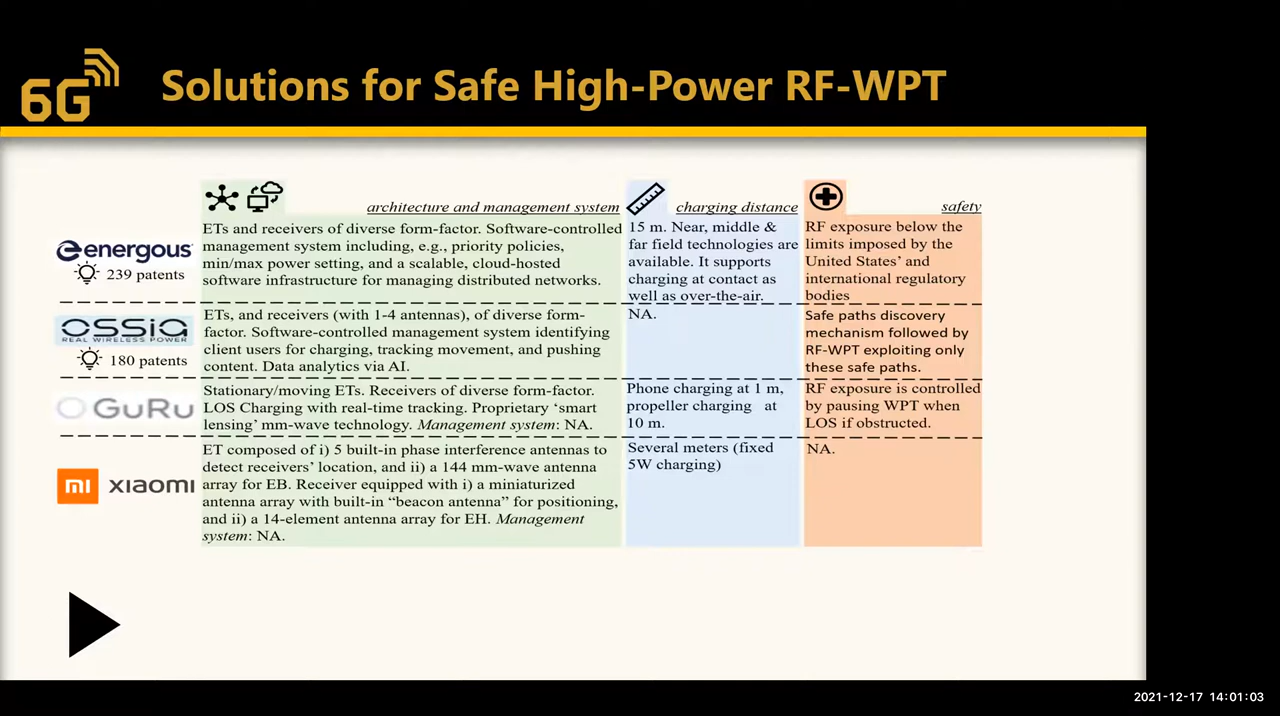 6G
Solutions for Safe High-Power RF-WPT
architecture and management system
charging distance
safety
energous
239 patents
ETs and receivers of diverse form-factor. Software-controlled
management system including, e.g., priority policies,
min/max power setting, and a scalable, cloud-hosted
software infrastructure for managing distributed networks.
15 m. Near, middle &
far field technologies are
available. It supports
charging at contact as
well as over-the-air.
RF exposure below the
limits imposed by the
United States' and
international regulatory
bodies
ossia
REAL WIRELESS POWER
180 patents
ETs, and receivers (with 1-4 antennas), of diverse form-
factor. Software-controlled management system identifying
client users for charging, tracking movement, and pushing
content. Data analytics via AI.
NA.
Safe paths discovery
mechanism followed by
RF-WPT exploiting only
these safe paths.
GuRu
Stationary/moving ETs. Receivers of diverse form-factor.
LOS Charging with real-time tracking. Proprietary 'smart
lensing' mm-wave technology. Management system: NA.
Phone charging at 1 m,
propeller charging at
10 m.
RF exposure is controlled
by pausing WPT when
LOS if obstructed.
mi xiaomi
ET composed of i) 5 built-in phase interference antennas to
detect receivers' location, and ii) a 144 mm-wave antenna
array for EB. Receiver equipped with i) a miniaturized
antenna array with built-in "beacon antenna" for positioning,
and ii) a 14-element antenna array for EH. Management
system: NA.
Several meters (fixed
5W charging)
NA.
2021-12-17 14:01:03